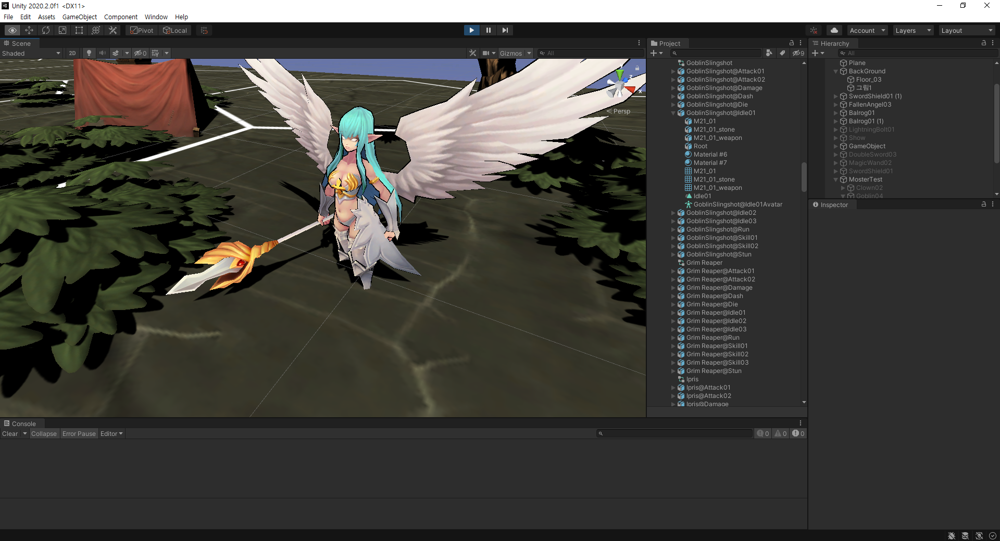 Unity 2020.2.0f1 <DX11>
File Edit Assets GameObject Component Window Help
Pivot Local Account Layers Layout
Scene
Shaded 2D 0 Gizmos All
Persp
z
x
Project
9
GoblinSlingshot
GoblinSlingshot@Attack01
GoblinSlingshot@Attack02
GoblinSlingshot@Damage
GoblinSlingshot@Dash
GoblinSlingshot@Die
GoblinSlingshot@Idle01
M21_01
M21_01_stone
M21_01_weapon
Root
Material #6
Material #7
M21_01
M21_01_stone
M21_01_weapon
Idle01
GoblinSlingshot@Idle01Avatar
GoblinSlingshot@Idle02
GoblinSlingshot@Idle03
GoblinSlingshot@Run
GoblinSlingshot@Skill01
GoblinSlingshot@Skill02
GoblinSlingshot@Stun
Grim Reaper
Grim Reaper@Attack01
Grim Reaper@Attack02
Grim Reaper@Damage
Grim Reaper@Dash
Grim Reaper@Die
Grim Reaper@Idle01
Grim Reaper@Idle02
Grim Reaper@Idle03
Grim Reaper@Run
Grim Reaper@Skill01
Grim Reaper@Skill02
Grim Reaper@Skill03
Grim Reaper@Stun
Ipris
Ipris@Attack01
Ipris@Attack02
Ipris@Damage
Hierarchy
All
Plane
BackGround
Floor_03
그림1
SwordShield01 (1)
FallenAngel03
Balrog01
Balrog01 (1)
LightningBolt01
Show
GameObject
DoubleSword03
MagicWand02
SwordShield01
MosterTest
Clown02
Goblin04
Inspector
Console
Clear Collapse Error Pause Editor 0 0 0